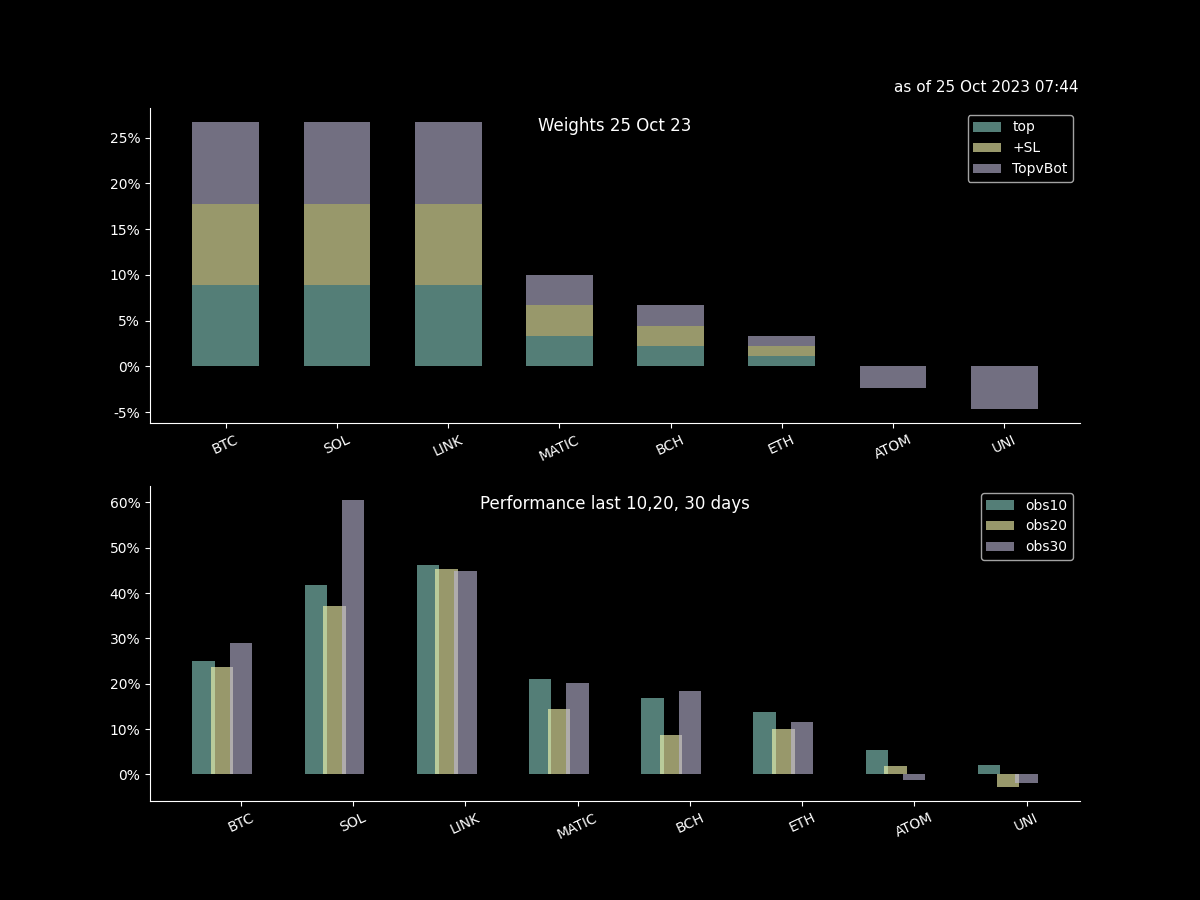 as of 25 Oct 2023 07:44
Weights 25 Oct 23
top
+SL
TopvBot
25%
20%
15%
10%
5%
0%
-5%
BTC SOL LINK MATIC BCH ETH ATOM UNI
Performance last 10,20, 30 days
obs10
obs20
obs30
60%
50%
40%
30%
20%
10%
0%
BTC SOL LINK MATIC BCH ETH ATOM UNI